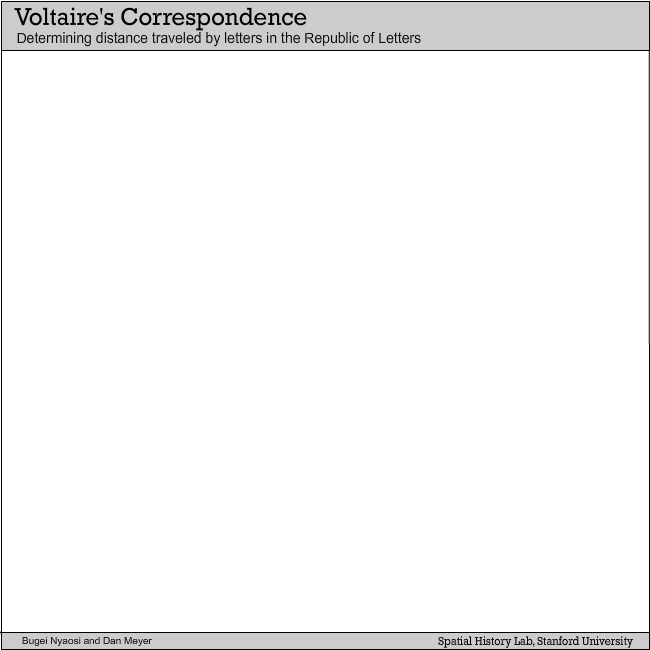 Voltaire's Correspondence
Determining distance traveled by letters in the Republic of Letters
Bugei Nyaosi and Dan Meyer
Spatial History Lab, Stanford University